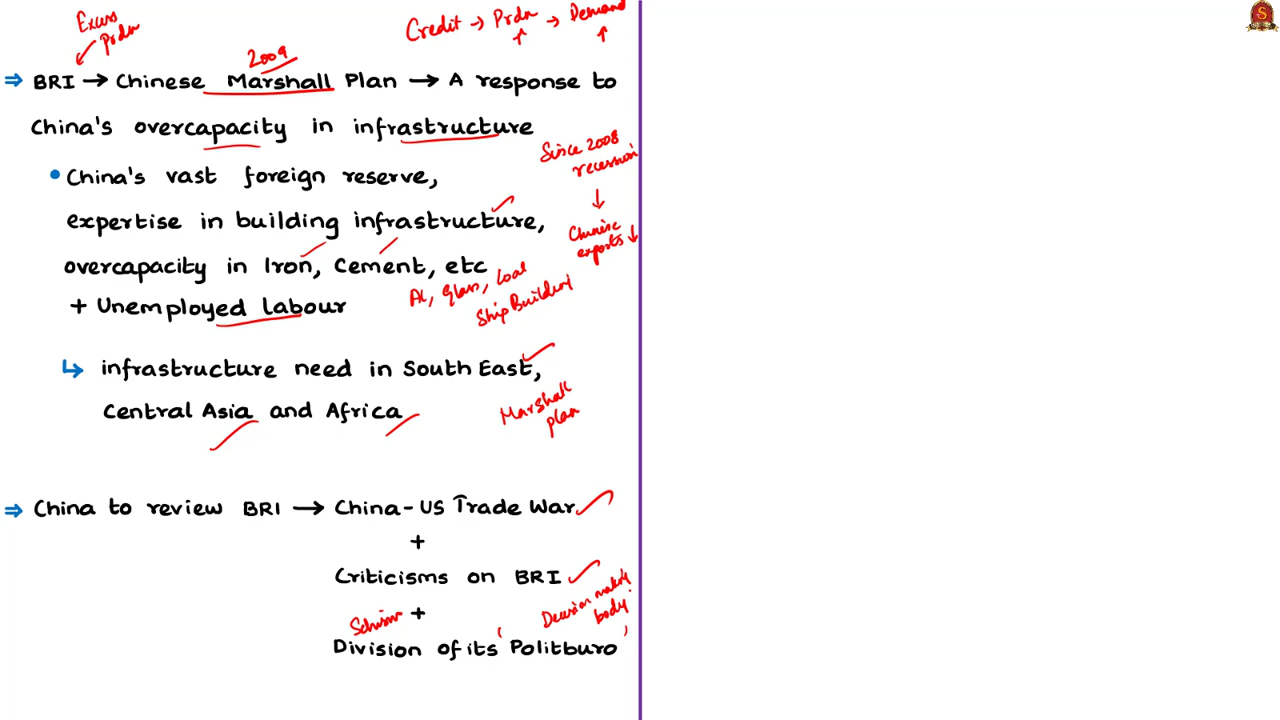 Excess
Prdn
Credit → Prdn ↑ → Demand ↑
2009
⇒ BRI → Chinese Marshall Plan → A response to
China's overcapacity in infrastructure
Since 2008
recession
↓
Chinese
exports ↓
• China's vast foreign reserve,
expertise in building infrastructure,
overcapacity in Iron, Cement, etc
Al, glass, Coal
Ship Building
+ Unemployed labour
↳ infrastructure need in South East,
Central Asia and Africa
Marshall
plan
⇒ China to review BRI → China-US Trade War
+
Criticisms on BRI
Decision making
body
Schism +
Division of its 'Politburo'
S